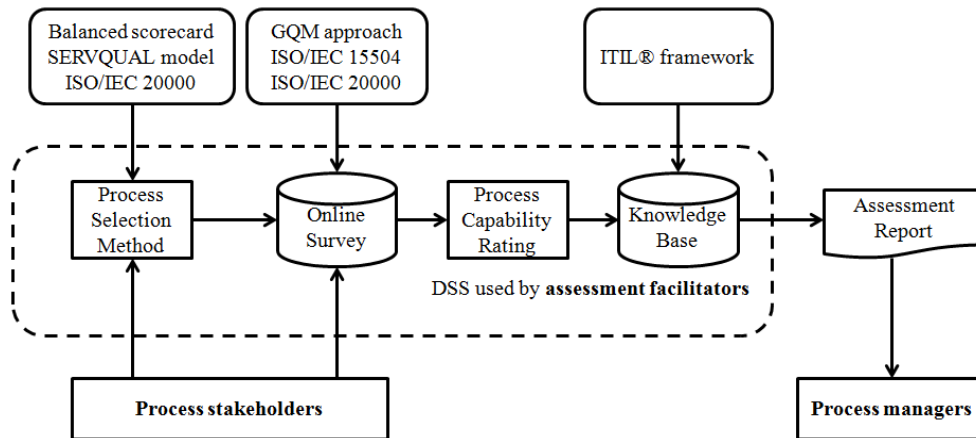 Balanced scorecard
SERVQUAL model
ISO/IEC 20000
GQM approach
ISO/IEC 15504
ISO/IEC 20000
ITIL® framework
Process
Selection
Method
Online
Survey
Process
Capability
Rating
Knowledge
Base
Assessment
Report
DSS used by assessment facilitators
Process stakeholders
Process managers